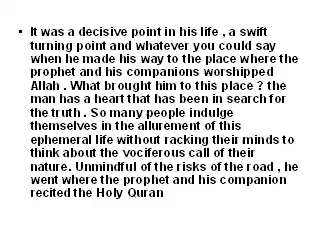 • It was a decisive point in his life , a swift
turning point and whatever you could say
when he made his way to the place where the
prophet and his companions worshipped
Allah . What brought him to this place ? the
man has a heart that has been in search for
the truth . So many people indulge
themselves in the allurement of this
ephemeral life without racking their minds to
think about the vociferous call of their
nature. Unmindful of the risks of the road , he
went where the prophet and his companion
recited the Holy Quran